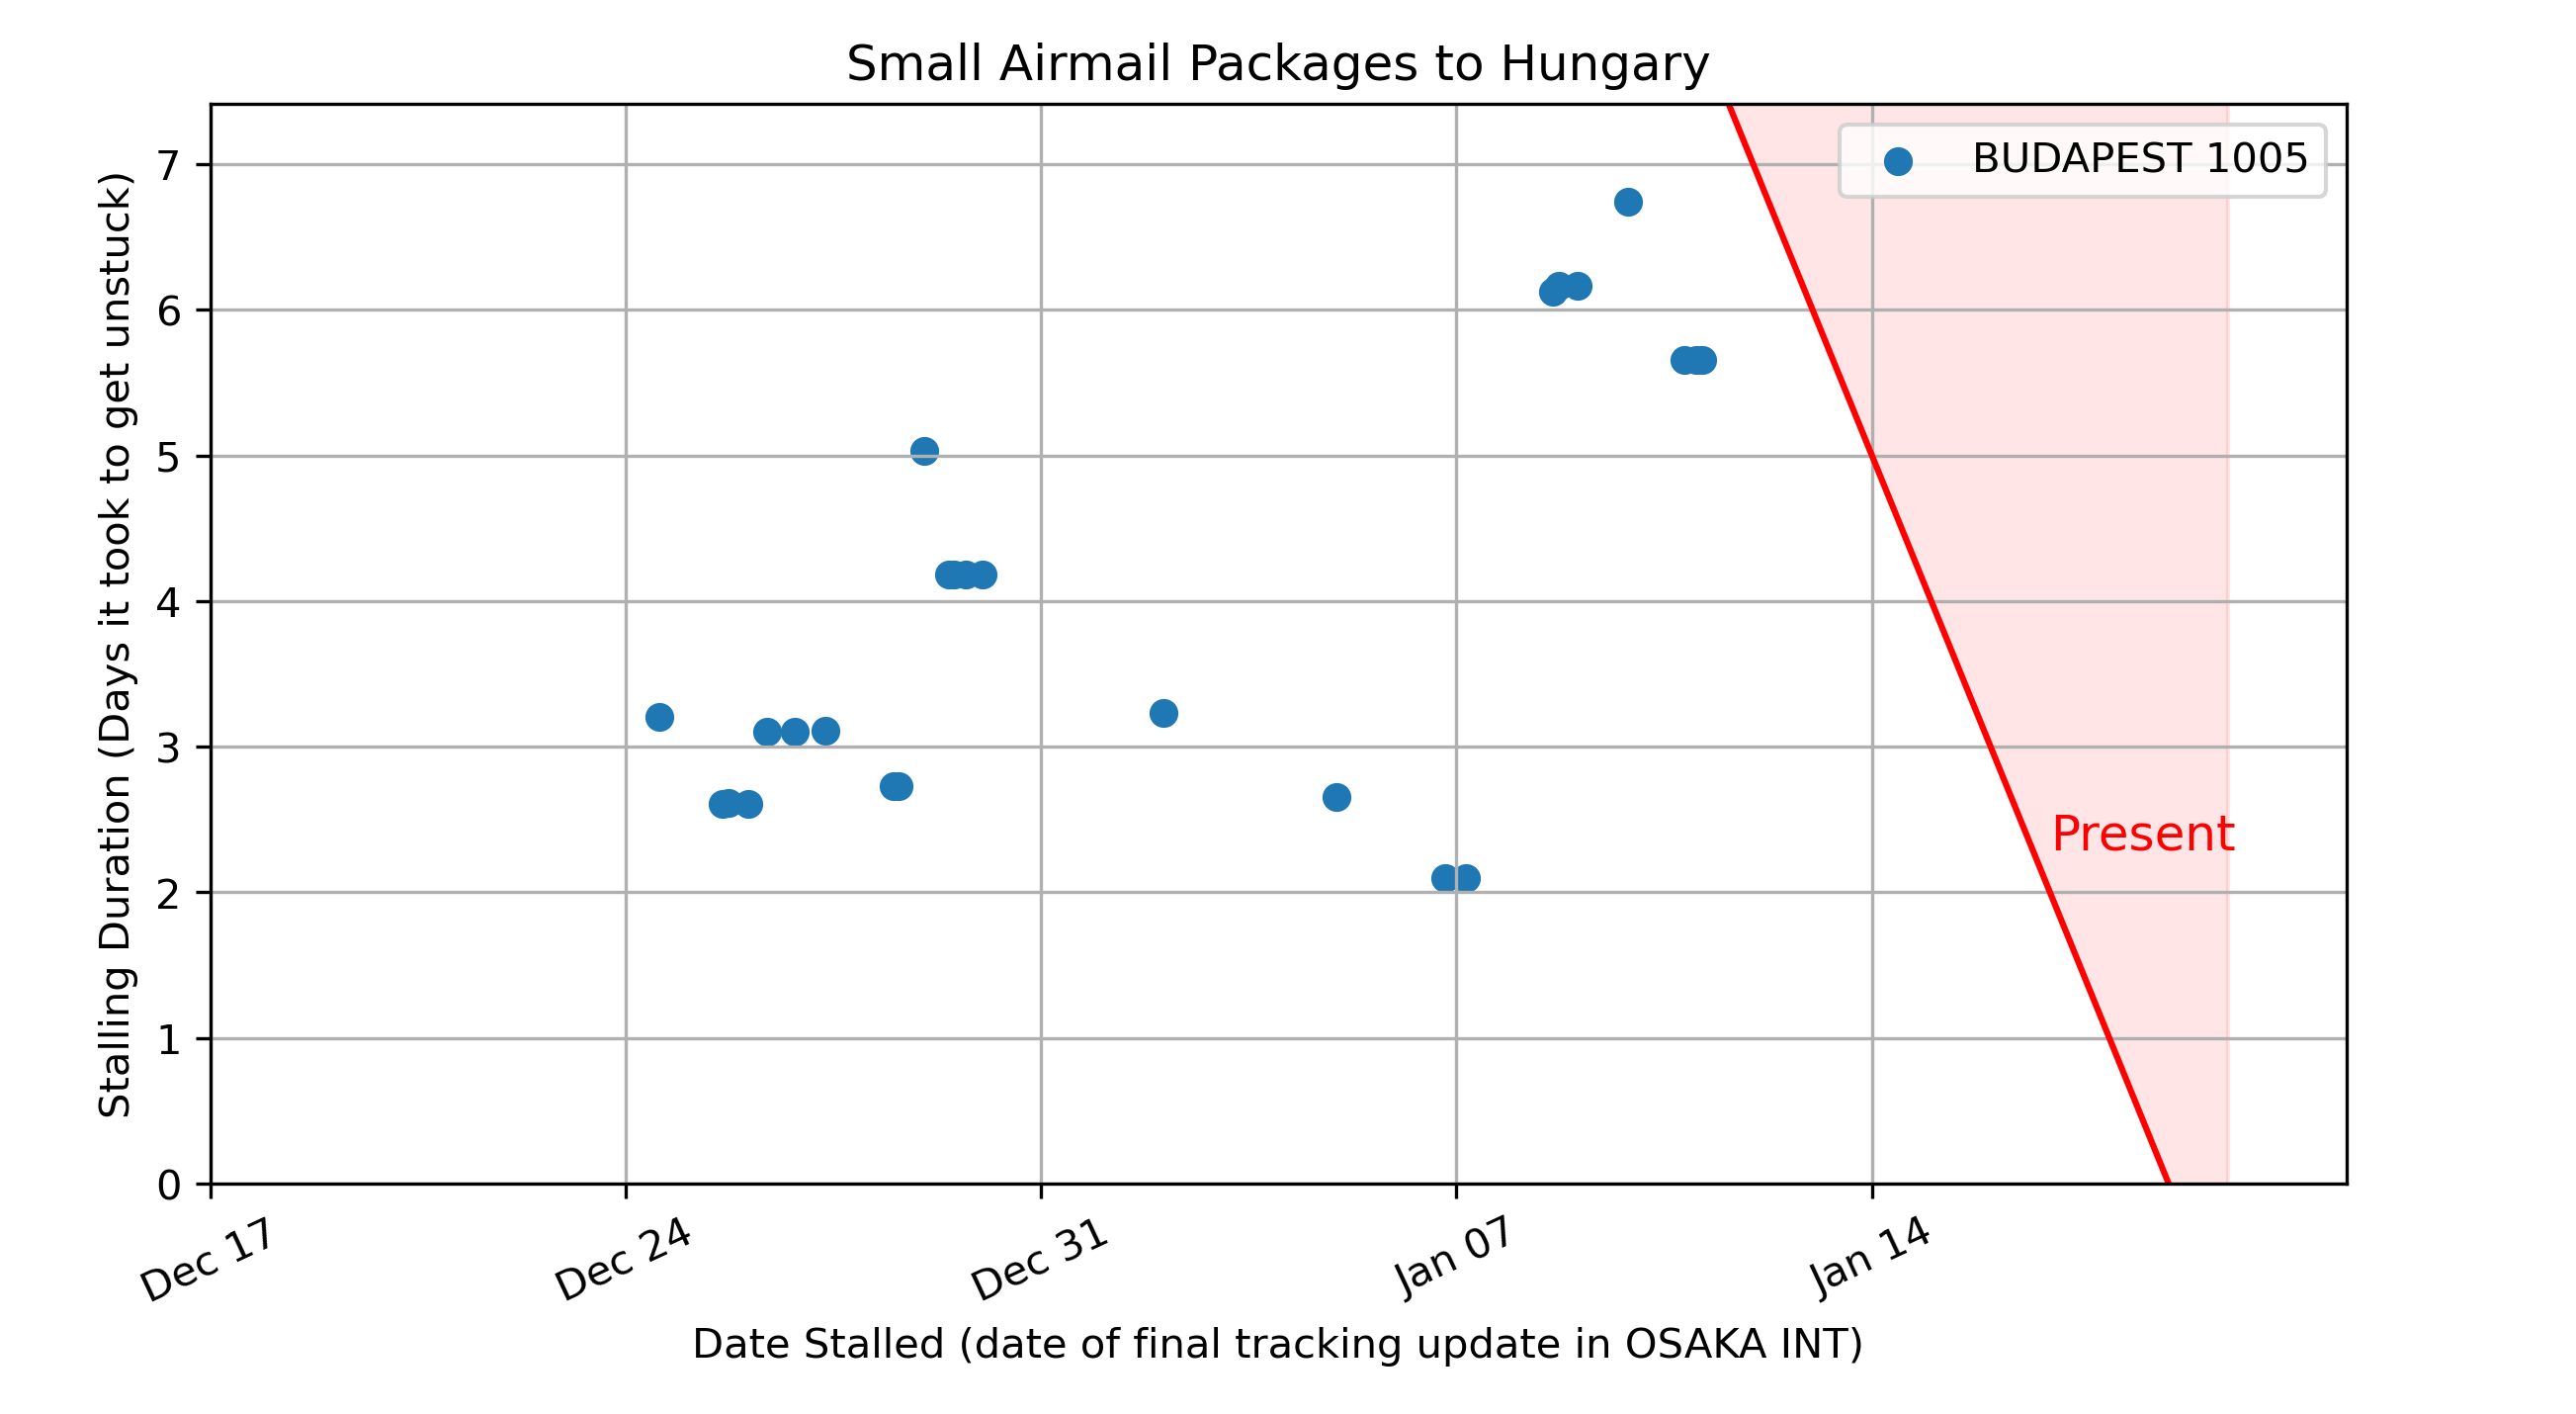 Small Airmail Packages to Hungary
BUDAPEST 1005
Stalling Duration (Days it took to get unstuck)
7
6
5
4
3
2
1
0
Present
Dec 17
Dec 24
Dec 31
Jan 07
Jan 14
Date Stalled (date of final tracking update in OSAKA INT)